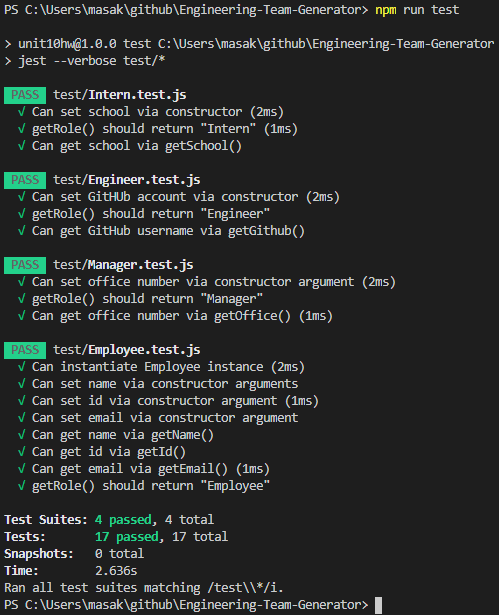 PS C:\Users\masak\github\Engineering-Team-Generator> npm run test
> unit10hw@1.0.0 test C:\Users\masak\github\Engineering-Team-Generator
> jest --verbose test/*
PASS test/Intern.test.js
√ Can set school via constructor (2ms)
√ getRole() should return "Intern" (1ms)
√ Can get school via getSchool()
PASS test/Engineer.test.js
√ Can set GitHUb account via constructor (2ms)
√ getRole() should return "Engineer"
√ Can get GitHub username via getGithub()
PASS test/Manager.test.js
√ Can set office number via constructor argument (2ms)
√ getRole() should return "Manager"
√ Can get office number via getOffice() (1ms)
PASS test/Employee.test.js
√ Can instantiate Employee instance (2ms)
√ Can set name via constructor arguments
√ Can set id via constructor argument (1ms)
√ Can set email via constructor argument
√ Can get name via getName()
√ Can get id via getId()
√ Can get email via getEmail() (1ms)
√ getRole() should return "Employee"
Test Suites: 4 passed, 4 total
Tests: 17 passed, 17 total
Snapshots: 0 total
Time: 2.636s
Ran all test suites matching /test\\*/i.
PS C:\Users\masak\github\Engineering-Team-Generator>